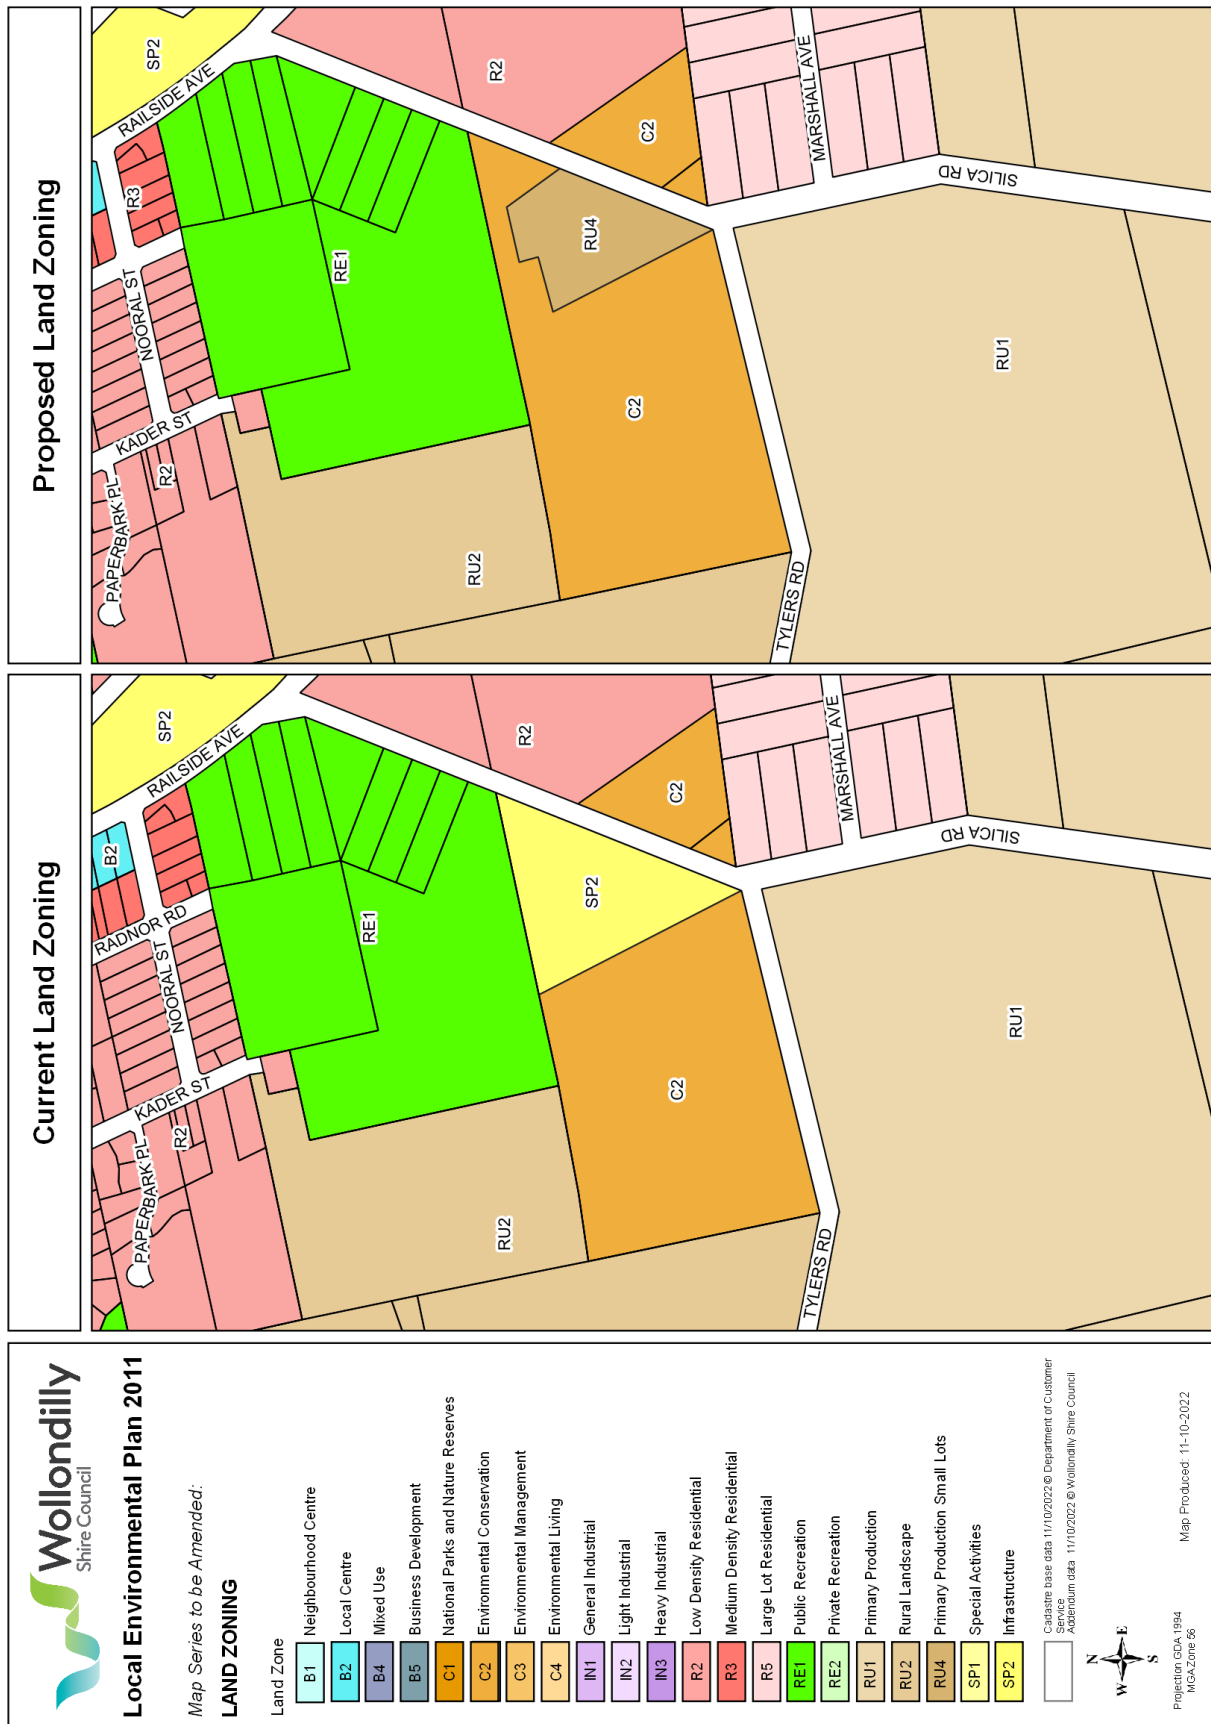 Wollondilly
Shire Council
Local Environmental Plan 2011
Map Series to be Amended:
LAND ZONING
Land Zone
B1 Neighbourhood Centre
B2 Local Centre
B4 Mixed Use
B5 Business Development
C1 National Parks and Nature Reserves
C2 Environmental Conservation
C3 Environmental Management
C4 Environmental Living
IN1 General Industrial
IN2 Light Industrial
IN3 Heavy Industrial
R2 Low Density Residential
R3 Medium Density Residential
R5 Large Lot Residential
RE1 Public Recreation
RE2 Private Recreation
RU1 Primary Production
RU2 Rural Landscape
RU4 Primary Production Small Lots
SP1 Special Activities
SP2 Infrastructure
Cadastre base data 11/10/2022 © Department of Customer
Service
Addendum data 11/10/2022 © Wollondilly Shire Council
N
W E
S
Projection GDA 1994
MGA Zone 56
Map Produced: 11-10-2022
Current Land Zoning
SP2
RAILSIDE AVE
B2
RADNOR RD
NOORAL ST
KADER ST
PAPERBARK PL
R2
RE1
R2
RU2
SP2
C2
C2
MARSHALL AVE
SILICA RD
TYLERS RD
RU1
Proposed Land Zoning
SP2
RAILSIDE AVE
R3
NOORAL ST
KADER ST
PAPERBARK PL
R2
RE1
R2
RU2
RU4
C2
C2
MARSHALL AVE
SILICA RD
TYLERS RD
RU1